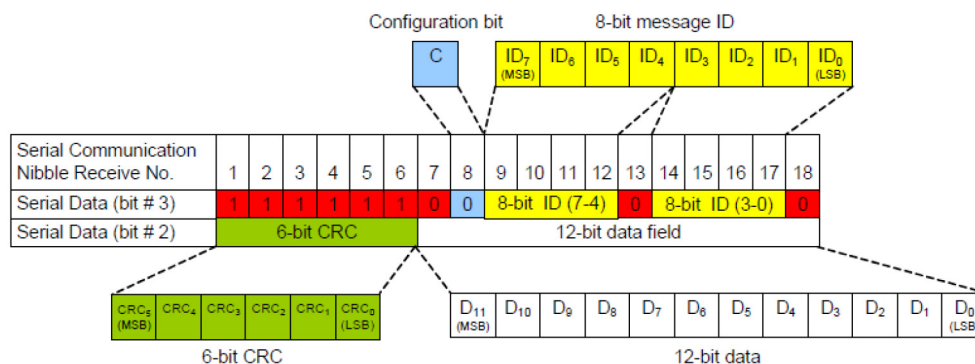 Configuration bit 8-bit message ID
C ID7 (MSB) ID6 ID5 ID4 ID3 ID2 ID1 ID0 (LSB)
Serial Communication
Nibble Receive No. 1 2 3 4 5 6 7 8 9 10 11 12 13 14 15 16 17 18
Serial Data (bit # 3) 1 1 1 1 1 1 0 0 8-bit ID (7-4) 0 8-bit ID (3-0) 0
Serial Data (bit # 2) 6-bit CRC 12-bit data field
CRC5 (MSB) CRC4 CRC3 CRC2 CRC1 CRC0 (LSB) D11 (MSB) D10 D9 D8 D7 D6 D5 D4 D3 D2 D1 D0 (LSB)
6-bit CRC 12-bit data